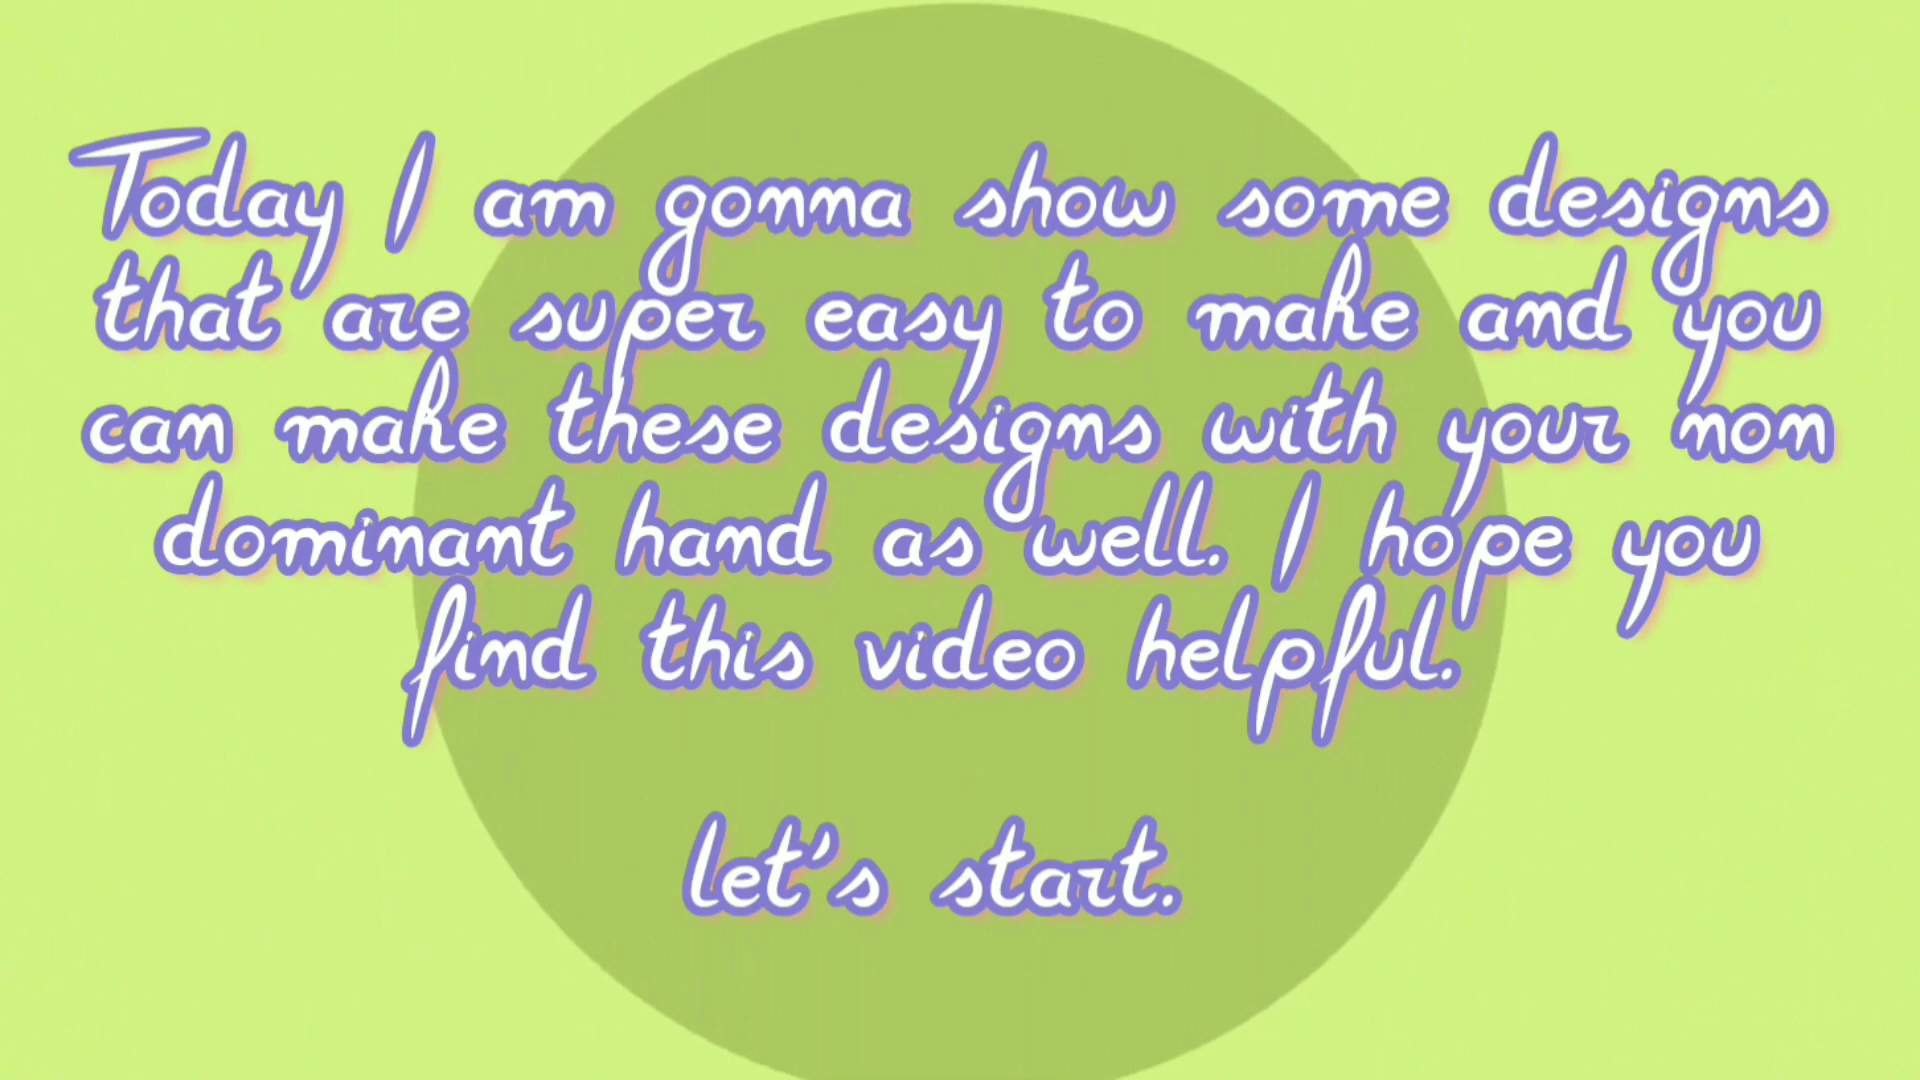 Today I am gonna show some designs
that are super easy to make and you
can make these designs with your non
dominant hand as well. I hope you
find this video helpful.
let's start.